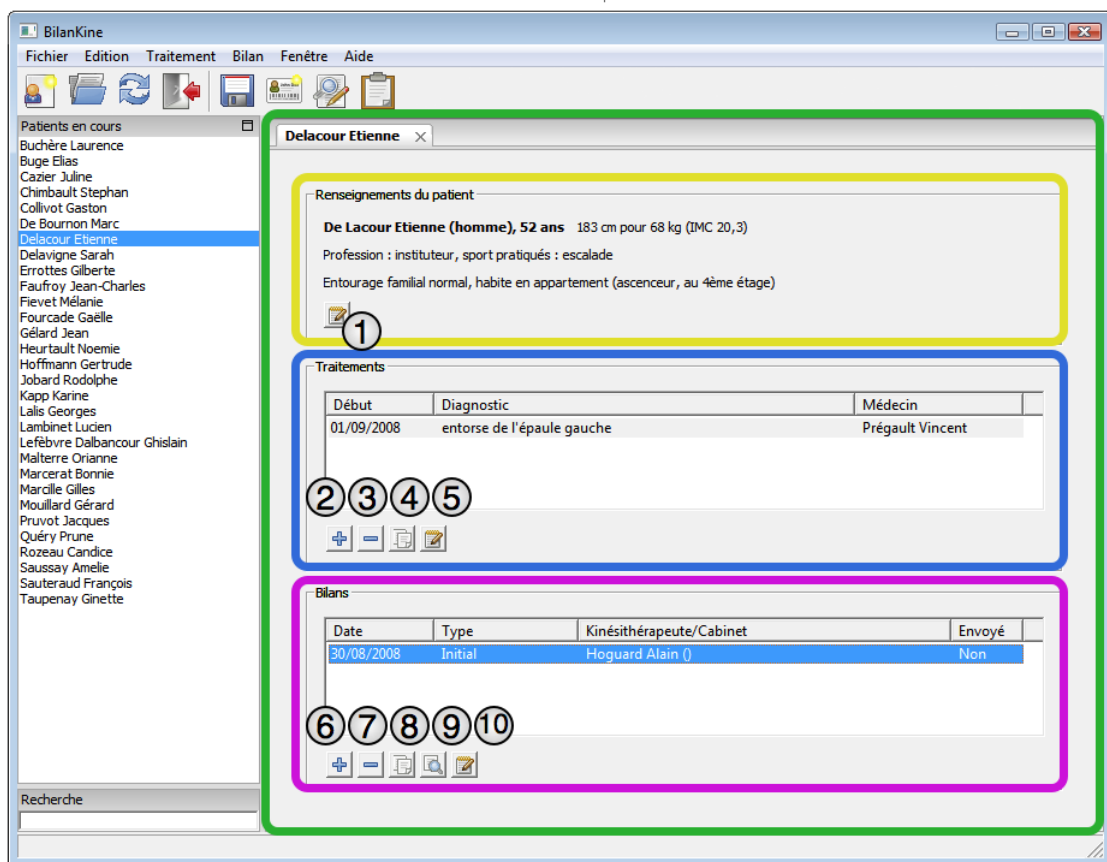 BilanKine
Fichier Edition Traitement Bilan Fenêtre Aide
Patients en cours
Buchère Laurence
Buge Elias
Cazier Juline
Chimbault Stephan
Collivot Gaston
De Bournon Marc
Delacour Etienne
Delavigne Sarah
Errottes Gilberte
Faufroy Jean-Charles
Fievet Mélanie
Fourcade Gaëlle
Gélard Jean
Heurtault Noemie
Hoffmann Gertrude
Jobard Rodolphe
Kapp Karine
Lalis Georges
Lambinet Lucien
Lefèbvre Dalbancour Ghislain
Malterre Orianne
Marcerat Bonnie
Marcille Gilles
Mouillard Gérard
Pruvot Jacques
Quéry Prune
Rozeau Candice
Saussay Amelie
Sauteraud François
Taupenay Ginette
Recherche
Delacour Etienne
Renseignements du patient
De Lacour Etienne (homme), 52 ans 183 cm pour 68 kg (IMC 20,3)
Profession : instituteur, sport pratiqués : escalade
Entourage familial normal, habite en appartement (ascenceur, au 4ème étage)
1
Traitements
Début Diagnostic Médecin
01/09/2008 entorse de l'épaule gauche Prégault Vincent
2 3 4 5
Bilans
Date Type Kinésithérapeute/Cabinet Envoyé
30/08/2008 Initial Hoguard Alain () Non
6 7 8 9 10